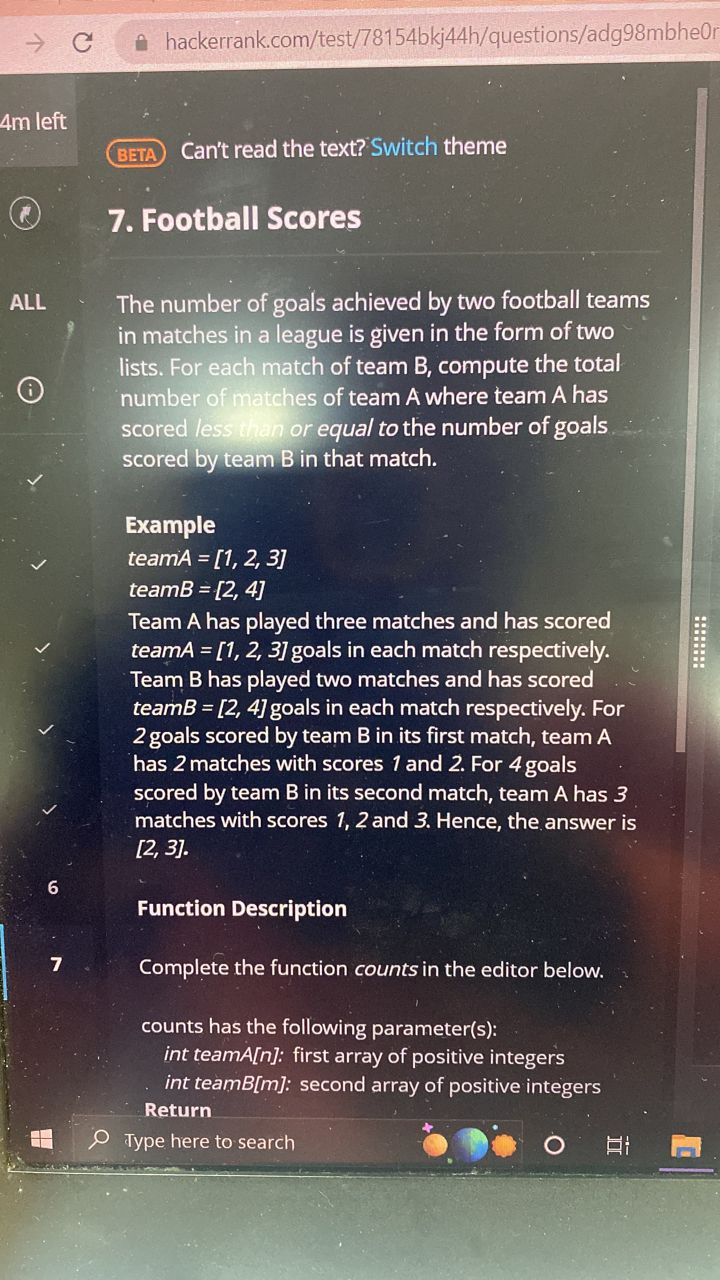 hackerrank.com/test/78154bkj44h/questions/adg98mbhe0r
4m left
BETA Can't read the text? Switch theme
7. Football Scores
ALL
The number of goals achieved by two football teams
in matches in a league is given in the form of two
lists. For each match of team B, compute the total
number of matches of team A where team A has
scored less than or equal to the number of goals
scored by team B in that match.
Example
teamA = [1, 2, 3]
teamB = [2, 4]
Team A has played three matches and has scored
teamA = [1, 2, 3] goals in each match respectively.
Team B has played two matches and has scored
teamB = [2, 4] goals in each match respectively. For
2 goals scored by team B in its first match, team A
has 2 matches with scores 1 and 2. For 4 goals
scored by team B in its second match, team A has 3
matches with scores 1, 2 and 3. Hence, the answer is
[2, 3].
6
Function Description
7
Complete the function counts in the editor below.
counts has the following parameter(s):
int teamA[n]: first array of positive integers
int teamB[m]: second array of positive integers
Return
Type here to search